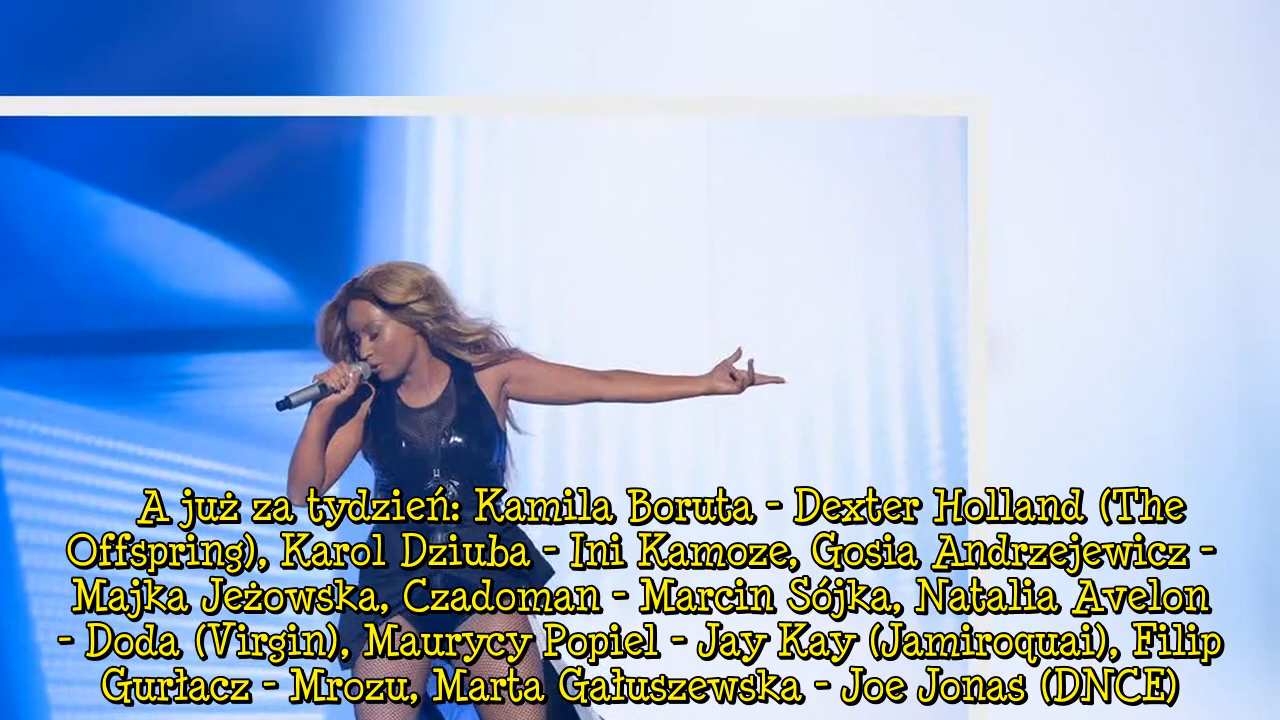 A już za tydzień: Kamila Boruta - Dexter Holland (The
Offspring), Karol Dziuba - Ini Kamoze, Gosia Andrzejewicz -
Majka Jeżowska, Czadoman - Marcin Sójka, Natalia Avelon
- Doda (Virgin), Maurycy Popiel - Jay Kay (Jamiroquai), Filip
Gurłacz - Mrozu, Marta Gałuszewska - Joe Jonas (DNCE)